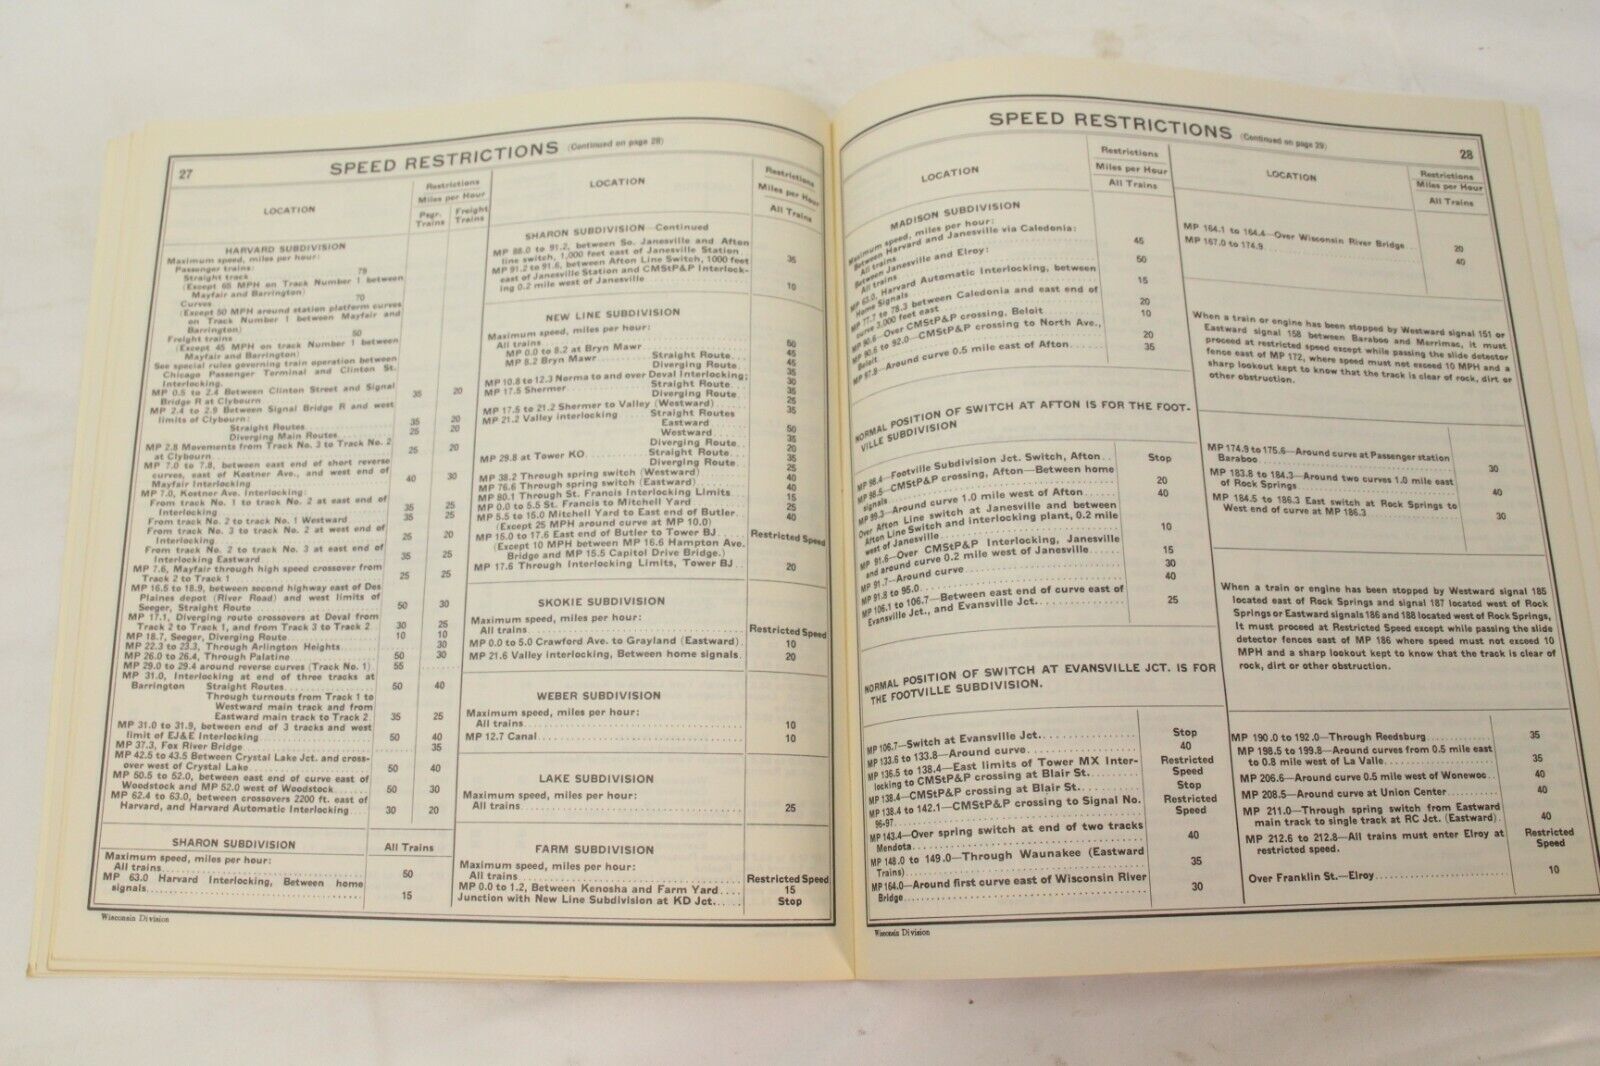 27
SPEED RESTRICTIONS (Continued on page 28)
LOCATION
Restrictions
Miles per Hour
Psgr. Trains
Freight Trains
HARVARD SUBDIVISION
Maximum speed, miles per hour:
Passenger trains:
Straight track 79
(Except 65 MPH on Track Number 1 between
Mayfair and Barrington)
Curves 70
(Except 50 MPH around station platform curves
on Track Number 1 between Mayfair and
Barrington)
Freight trains 50
(Except 45 MPH on track Number 1 between
Mayfair and Barrington)
See special rules governing train operation between
Chicago Passenger Terminal and Clinton St.
Interlocking.
MP 0.5 to 2.4 Between Clinton Street and Signal
Bridge R at Clybourn 35 20
MP 2.4 to 2.9 Between Signal Bridge R and west
limits of Clybourn:
Straight Routes 35 20
Diverging Main Routes 25 20
MP 2.8 Movements from Track No. 3 to Track No. 2
at Clybourn 25 20
MP 7.0 to 7.8, between east end of short reverse
curves, east of Kostner Ave., and west end of
Mayfair Interlocking 40 30
MP 7.0, Kostner Ave. Interlocking:
From track No. 1 to track No. 2 at east end of
Interlocking 35 25
From track No. 2 to track No. 1 Westward 35 25
From track No. 3 to track No. 2 at west end of
Interlocking 25 20
From track No. 2 to track No. 3 at east end of
Interlocking Eastward 35 25
MP 7.6, Mayfair through high speed crossover from
Track 2 to Track 1 25 25
MP 16.5 to 18.9, between second highway east of Des
Plaines depot (River Road) and west limits of
Seeger, Straight Route 50 30
MP 17.1, Diverging route crossovers at Deval from
Track 2 to Track 1, and from Track 3 to Track 2 30 25
MP 18.7, Seeger, Diverging Route 10 10
MP 22.3 to 23.3, Through Arlington Heights 30
MP 26.0 to 26.4, Through Palatine 50 30
MP 29.0 to 29.4 around reverse curves (Track No. 1) 55
MP 31.0, Interlocking at end of three tracks at
Barrington Straight Routes 50 40
Through turnouts from Track 1 to
Westward main track and from
Eastward main track to Track 2 35 25
MP 31.0 to 31.9, between end of 3 tracks and west
limit of EJ&E Interlocking 50 40
MP 37.3, Fox River Bridge 35
MP 42.5 to 43.5 Between Crystal Lake Jct. and cross-
over west of Crystal Lake 50 40
MP 50.5 to 52.0, between east end of curve east of
Woodstock and MP 52.0 west of Woodstock 50 30
MP 62.4 to 63.0, between crossovers 2200 ft. east of
Harvard, and Harvard Automatic Interlocking 30 20
SHARON SUBDIVISION All Trains
Maximum speed, miles per hour:
All trains 50
MP 63.0 Harvard Interlocking, Between home
signals 15
Wisconsin Division
LOCATION
Restrictions
Miles per Hour
All Trains
SHARON SUBDIVISION—Continued
MP 88.0 to 91.2, between So. Janesville and Afton
line switch, 1,000 feet east of Janesville Station 35
MP 91.2 to 91.6, between Afton Line Switch, 1000 feet
east of Janesville Station and CMStP&P Interlock-
ing 0.2 mile west of Janesville 10
NEW LINE SUBDIVISION
Maximum speed, miles per hour:
All trains 50
MP 0.0 to 8.2 at Bryn Mawr 45
MP 8.2 Bryn Mawr Straight Route
Diverging Route
MP 10.8 to 12.3 Norma to and over Deval Interlocking;
MP 17.5 Shermer Straight Route
Diverging Route
MP 17.5 to 21.2 Shermer to Valley (Westward)
MP 21.2 Valley interlocking Straight Routes
Eastward
Westward
Diverging Route
MP 29.8 at Tower KO Straight Route
Diverging Route
MP 38.2 Through spring switch (Westward)
MP 76.6 Through spring switch (Eastward)
MP 80.1 Through St. Francis Interlocking Limits 15
MP 0.0 to 5.5 St. Francis to Mitchell Yard 25
MP 5.5 to 15.0 Mitchell Yard to East end of Butler 40
(Except 25 MPH around curve at MP 10.0)
MP 15.0 to 17.6 East end of Butler to Tower BJ Restricted Speed
(Except 10 MPH between MP 16.6 Hampton Ave.
Bridge and MP 15.5 Capitol Drive Bridge.)
MP 17.6 Through Interlocking Limits, Tower BJ 20
SKOKIE SUBDIVISION
Maximum speed, miles per hour:
All trains Restricted Speed
MP 0.0 to 5.0 Crawford Ave. to Grayland (Eastward) 10
MP 21.6 Valley interlocking, Between home signals 20
WEBER SUBDIVISION
Maximum speed, miles per hour:
All trains 10
MP 12.7 Canal 10
LAKE SUBDIVISION
Maximum speed, miles per hour:
All trains 25
FARM SUBDIVISION
Maximum speed, miles per hour:
All trains Restricted Speed
MP 0.0 to 1.2, Between Kenosha and Farm Yard 15
Junction with New Line Subdivision at KD Jct. Stop
SPEED RESTRICTIONS (Continued on page 29)
28
LOCATION
Restrictions
Miles per Hour
All Trains
MADISON SUBDIVISION
Maximum speed, miles per hour:
Between Harvard and Janesville via Caledonia:
All trains 45
Between Janesville and Elroy:
All trains 50
MP 63.0, Harvard Automatic Interlocking, between
Home Signals 15
MP 77.7 to 78.3 between Caledonia and east end of
curve 3,000 feet east 20
MP 90.6—Over CMStP&P crossing, Beloit 10
MP 90.6 to 92.0—CMStP&P crossing to North Ave.,
Beloit 20
MP 97.8—Around curve 0.5 mile east of Afton 35
NORMAL POSITION OF SWITCH AT AFTON IS FOR THE FOOT-
VILLE SUBDIVISION
MP 98.4—Footville Subdivision Jct. Switch, Afton Stop
MP 98.5—CMStP&P crossing, Afton—Between home
signals 20
MP 99.3—Around curve 1.0 mile west of Afton 40
Over Afton Line switch at Janesville and between
Afton Line Switch and interlocking plant, 0.2 mile
west of Janesville 10
MP 91.6—Over CMStP&P Interlocking, Janesville
and around curve 0.2 mile west of Janesville 15
MP 91.7—Around curve 30
MP 91.8 to 95.0 40
MP 106.1 to 106.7—Between east end of curve east of
Evansville Jct., and Evansville Jct. 25
NORMAL POSITION OF SWITCH AT EVANSVILLE JCT. IS FOR
THE FOOTVILLE SUBDIVISION.
MP 106.7—Switch at Evansville Jct. Stop
MP 133.6 to 133.8—Around curve 40
MP 136.5 to 138.4—East limits of Tower MX Inter-
locking to CMStP&P crossing at Blair St. Restricted Speed
MP 138.4—CMStP&P crossing at Blair St. Stop
MP 138.4 to 142.1—CMStP&P crossing to Signal No.
96-97 Restricted Speed
MP 143.4—Over spring switch at end of two tracks
Mendota 40
MP 148.0 to 149.0—Through Waunakee (Eastward
Trains) 35
MP 164.0—Around first curve east of Wisconsin River
Bridge 30
Wisconsin Division
LOCATION
Restrictions
Miles per Hour
All Trains
MP 164.1 to 164.4—Over Wisconsin River Bridge 20
MP 167.0 to 174.9 40
When a train or engine has been stopped by Westward signal 151 or
Eastward signal 158 between Baraboo and Merrimac, it must
proceed at restricted speed except while passing the slide detector
fence east of MP 172, where speed must not exceed 10 MPH and a
sharp lookout kept to know that the track is clear of rock, dirt or
other obstruction.
MP 174.9 to 175.6—Around curve at Passenger station
Baraboo 30
MP 183.8 to 184.3—Around two curves 1.0 mile east
of Rock Springs 40
MP 184.5 to 186.3 East switch at Rock Springs to
West end of curve at MP 186.3 30
When a train or engine has been stopped by Westward signal 185
located east of Rock Springs and signal 187 located west of Rock
Springs or Eastward signals 186 and 188 located west of Rock Springs,
It must proceed at Restricted Speed except while passing the slide
detector fences east of MP 186 where speed must not exceed 10
MPH and a sharp lookout kept to know that the track is clear of
rock, dirt or other obstruction.
MP 190.0 to 192.0—Through Reedsburg 35
MP 198.5 to 199.8—Around curves from 0.5 mile east
to 0.8 mile west of La Valle 35
MP 206.6—Around curve 0.5 mile west of Wonewoc 40
MP 208.5—Around curve at Union Center 40
MP 211.0—Through spring switch from Eastward
main track to single track at RC Jct. (Eastward) 40
MP 212.6 to 212.8—All trains must enter Elroy at
restricted speed. Restricted Speed
Over Franklin St.—Elroy 10